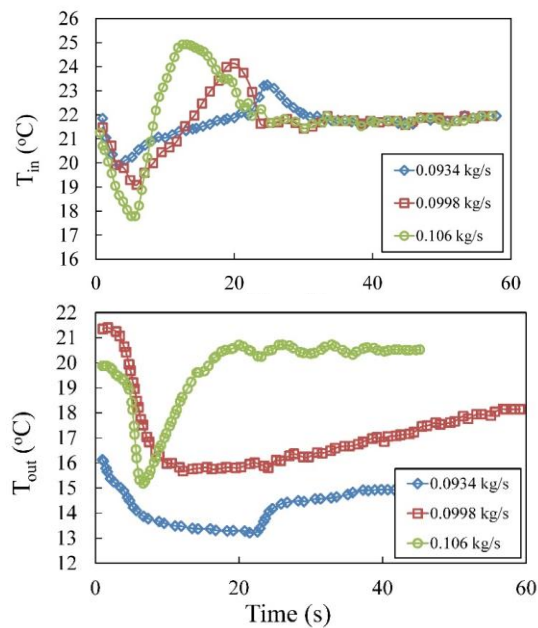 26
25
24
23
22
21
20
19
18
17
16
T_in (°C)
0 20 40 60
0.0934 kg/s
0.0998 kg/s
0.106 kg/s
22
21
20
19
18
17
16
15
14
13
12
T_out (°C)
0 20 40 60
0.0934 kg/s
0.0998 kg/s
0.106 kg/s
Time (s)